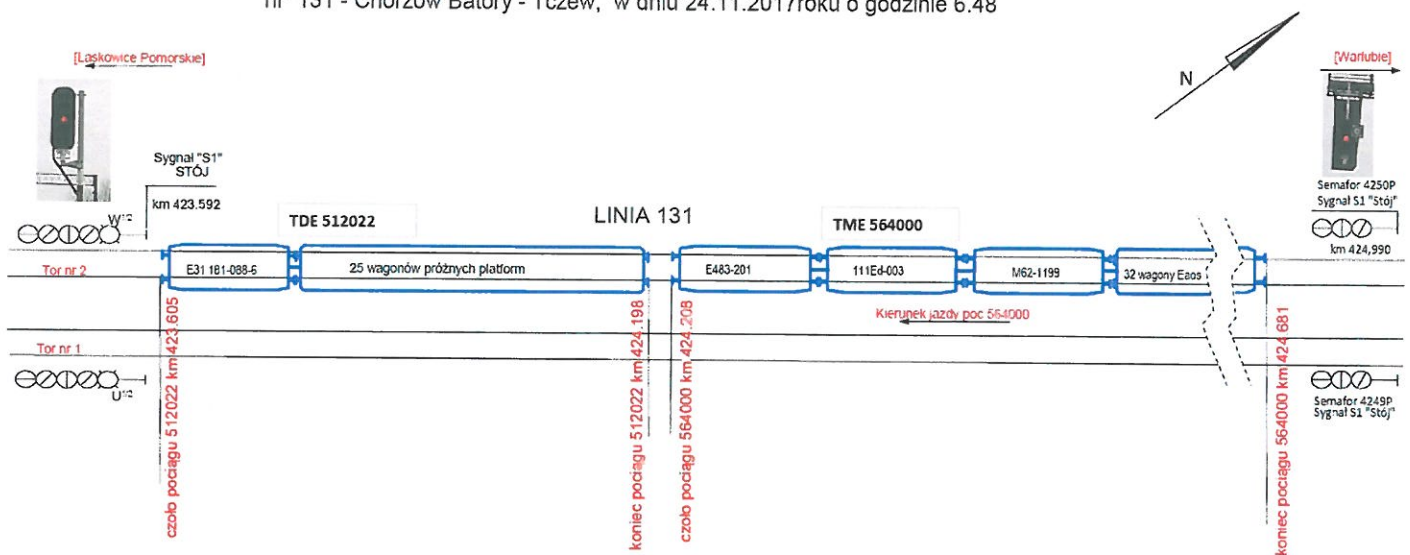 nr 131 - Chorzów Batory - Tczew, w dniu 24.11.2017roku o godzinie 6.48
[Laskowice Pomorskie]
N
[Warlubie]
Sygnał "S1"
STÓJ
km 423.592
W1/2
TDE 512022
LINIA 131
TME 564000
Semafor 4250P
Sygnał S1 "Stój"
km 424,990
Tor nr 2
E31 181-088-6
25 wagonów próżnych platform
E483-201
111Ed-003
M62-1199
32 wagony Eaos
Kierunek jazdy poc 564000
Tor nr 1
U1/2
Semafor 4249P
Sygnał S1 "Stój"
czoło pociągu 512022 km 423.605
koniec pociągu 512022 km 424.198
czoło pociągu 564000 km 424.208
koniec pociągu 564000 km 424.681